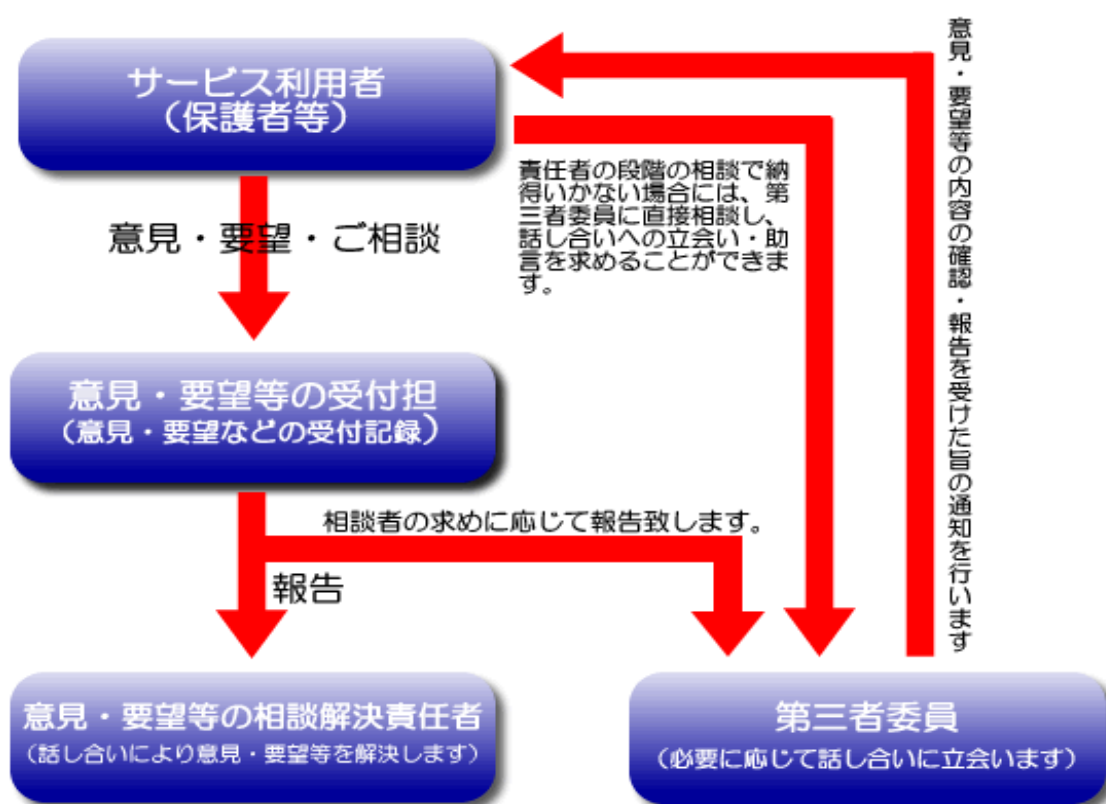 サービス利用者
（保護者等）
意見・要望・ご相談
責任者の段階の相談で納
得いかない場合には、第
三者委員に直接相談し、
話し合いへの立会い・助
言を求めることができま
す。
意見・要望等の内容の確認・報告を受けた旨の通知を行います
意見・要望等の受付担
（意見・要望などの受付記録）
相談者の求めに応じて報告致します。
報告
意見・要望等の相談解決責任者
（話し合いにより意見・要望等を解決します）
第三者委員
（必要に応じて話し合いに立会います）